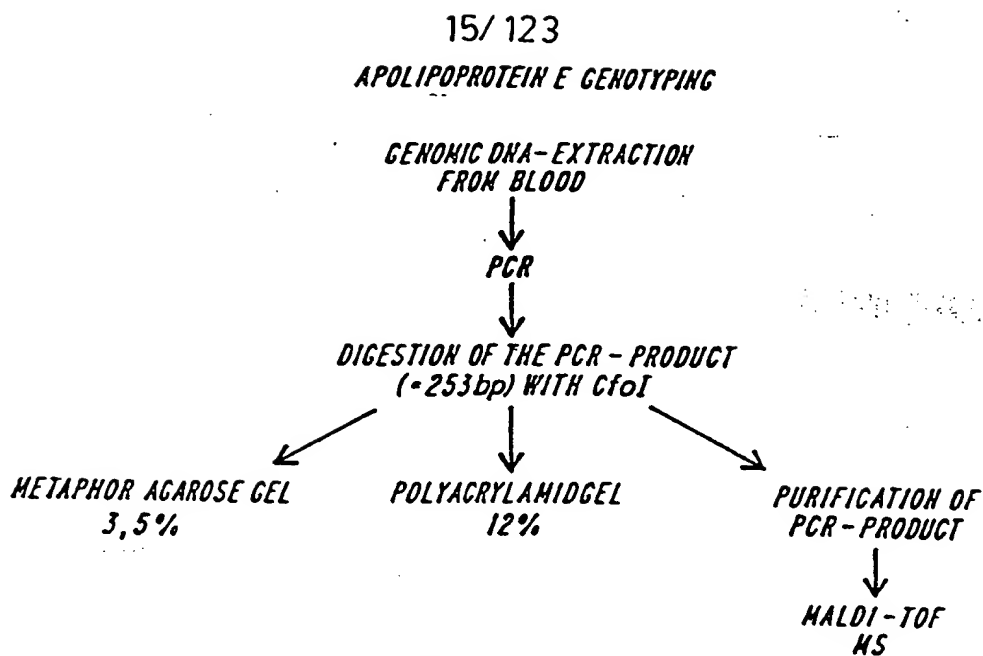 15/123
APOLIPOPROTEIN E GENOTYPING
GENOMIC DNA-EXTRACTION
FROM BLOOD
PCR
DIGESTION OF THE PCR-PRODUCT
(=253bp) WITH CfoI
METAPHOR AGAROSE GEL
3,5%
POLYACRYLAMIDGEL
12%
PURIFICATION OF
PCR-PRODUCT
MALDI-TOF
MS